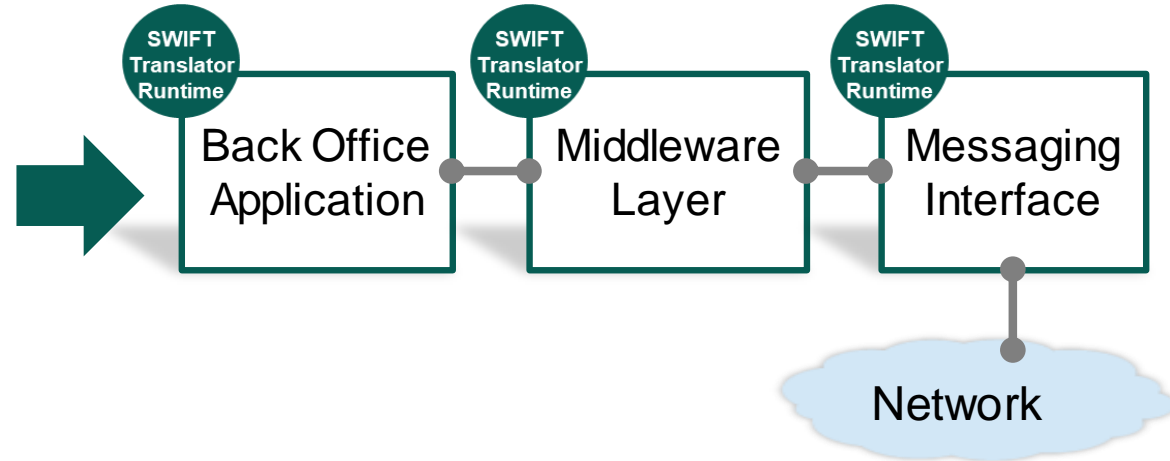 SWIFT
Translator
Runtime
SWIFT
Translator
Runtime
SWIFT
Translator
Runtime
Back Office
Application
Middleware
Layer
Messaging
Interface
Network